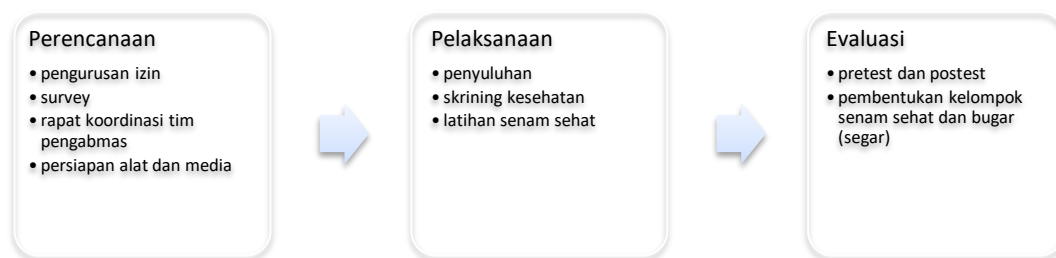 Perencanaan
• pengurusan izin
• survey
• rapat koordinasi tim
pengabmas
• persiapan alat dan media
Pelaksanaan
• penyuluhan
• skrining kesehatan
• latihan senam sehat
Evaluasi
• pretest dan postest
• pembentukan kelompok
senam sehat dan bugar
(segar)